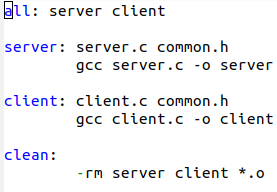 all: server client

server: server.c common.h
        gcc server.c -o server

client: client.c common.h
        gcc client.c -o client

clean:
        -rm server client *.o